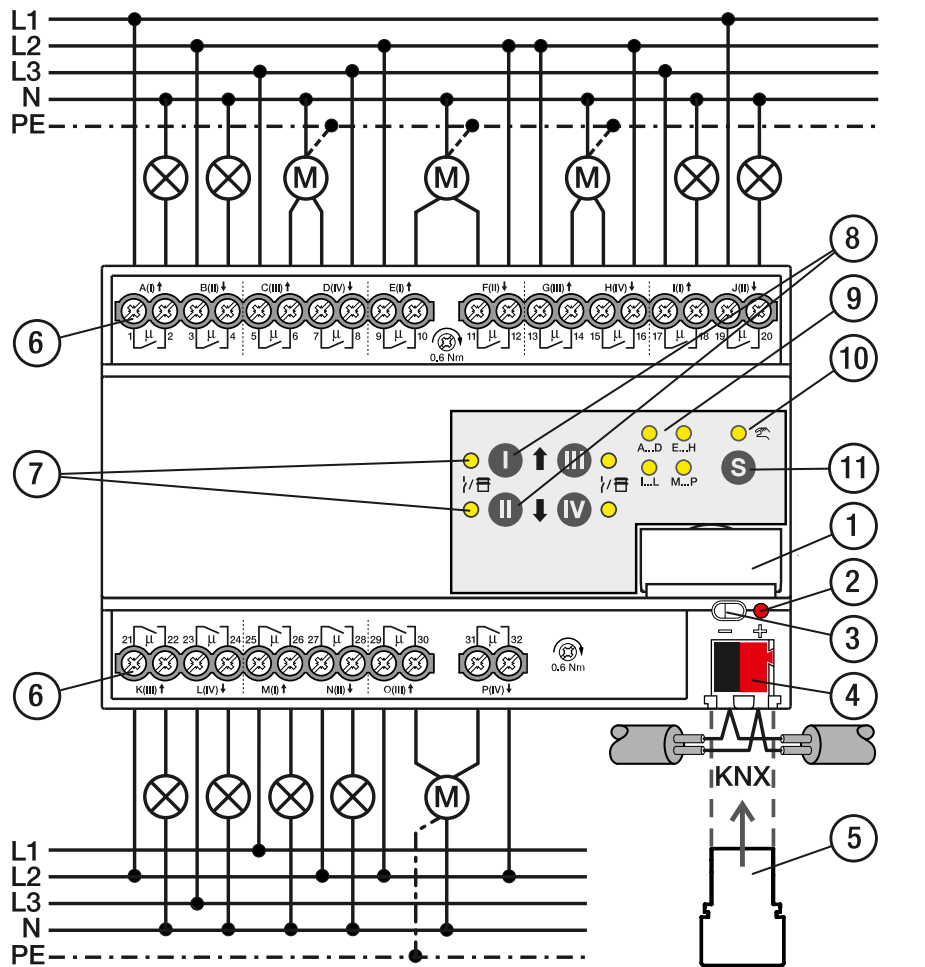 L1
L2
L3
N
PE
M M M
8
A(I) B(II) C(III) D(IV) E(I) F(II) G(III) H(IV) I(I) J(II)
9
6
1 μ 2 3 μ 4 5 μ 6 7 μ 8 9 μ 10 11 μ 12 13 μ 14 15 μ 16 17 μ 18 19 μ 20
0.6 Nm
10
A...D E...H
7
I III
S
11
I...L M...P
II IV
1
2
− +
3
21 μ 22 23 μ 24 25 μ 26 27 μ 28 29 μ 30 31 μ 32
0.6 Nm
6
4
K(III) L(IV) M(I) N(II) O(III) P(IV)
KNX
M
5
L1
L2
L3
N
PE